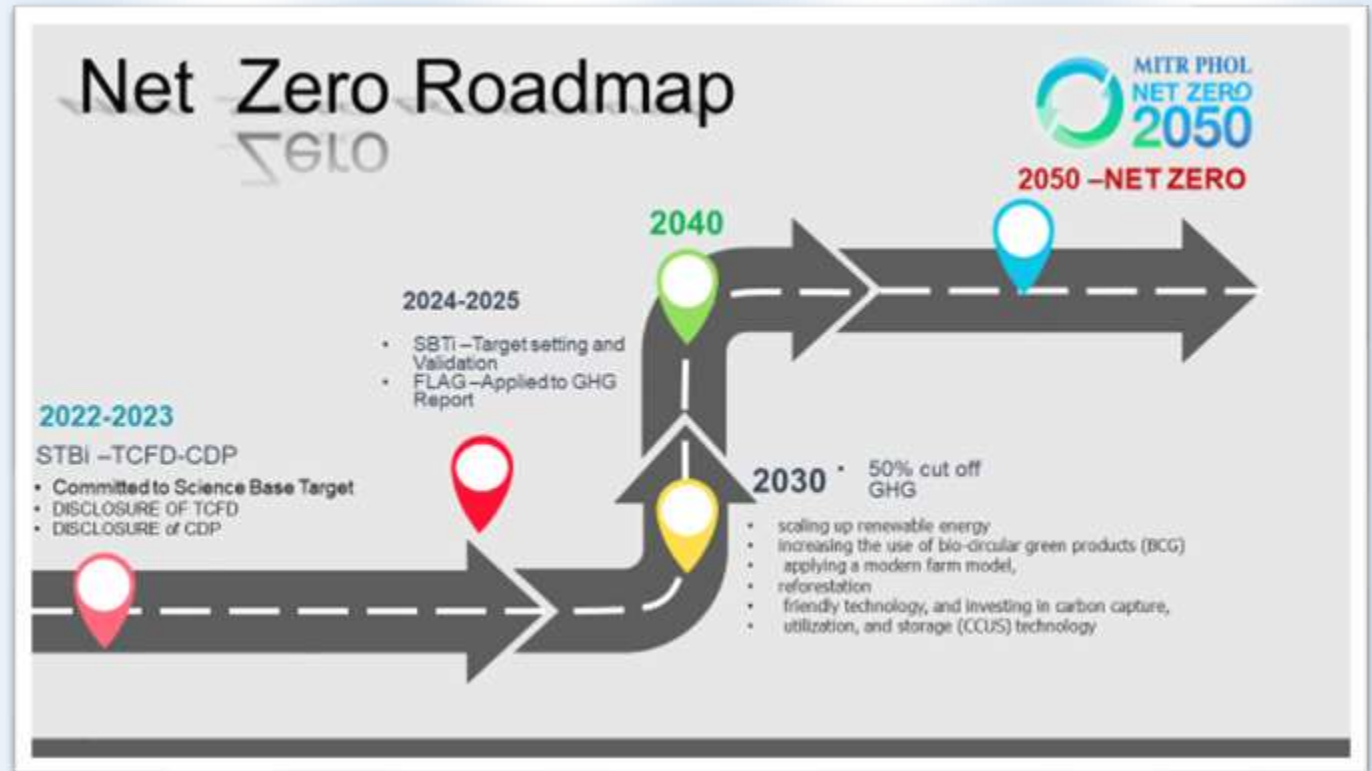 Net Zero Roadmap
MITR PHOL
NET ZERO
2050
2050 –NET ZERO
2040
2024-2025
• SBTi –Target setting and
Validation
• FLAG –Applied to GHG
Report
2022-2023
STBi –TCFD-CDP
• Committed to Science Base Target
• DISCLOSURE OF TCFD
• DISCLOSURE of CDP
2030
• 50% cut off
GHG
• scaling up renewable energy
• increasing the use of bio-circular green products (BCG)
• applying a modern farm model,
• reforestation
• friendly technology, and investing in carbon capture,
• utilization, and storage (CCUS) technology